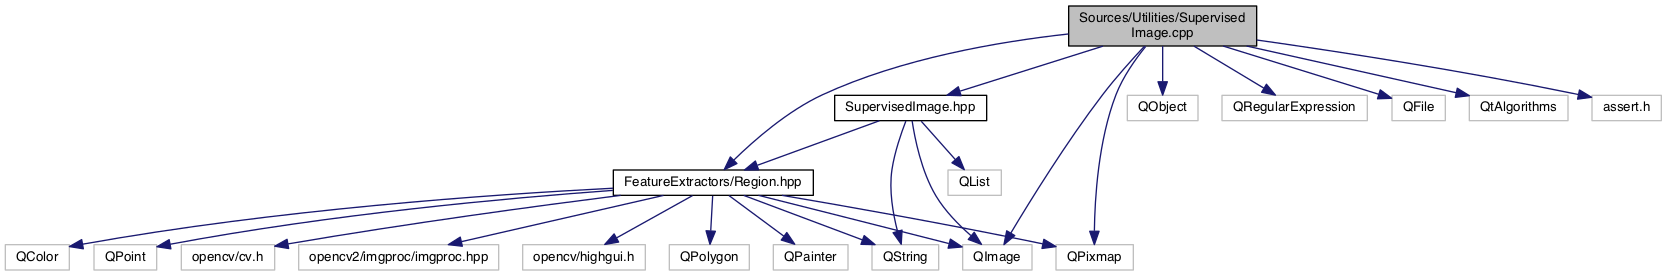 Sources/Utilities/Supervised
Image.cpp
SupervisedImage.hpp
QObject
QRegularExpression
QFile
QtAlgorithms
assert.h
FeatureExtractors/Region.hpp
QList
QColor
QPoint
opencv/cv.h
opencv2/imgproc/imgproc.hpp
opencv/highgui.h
QPolygon
QPainter
QString
QImage
QPixmap